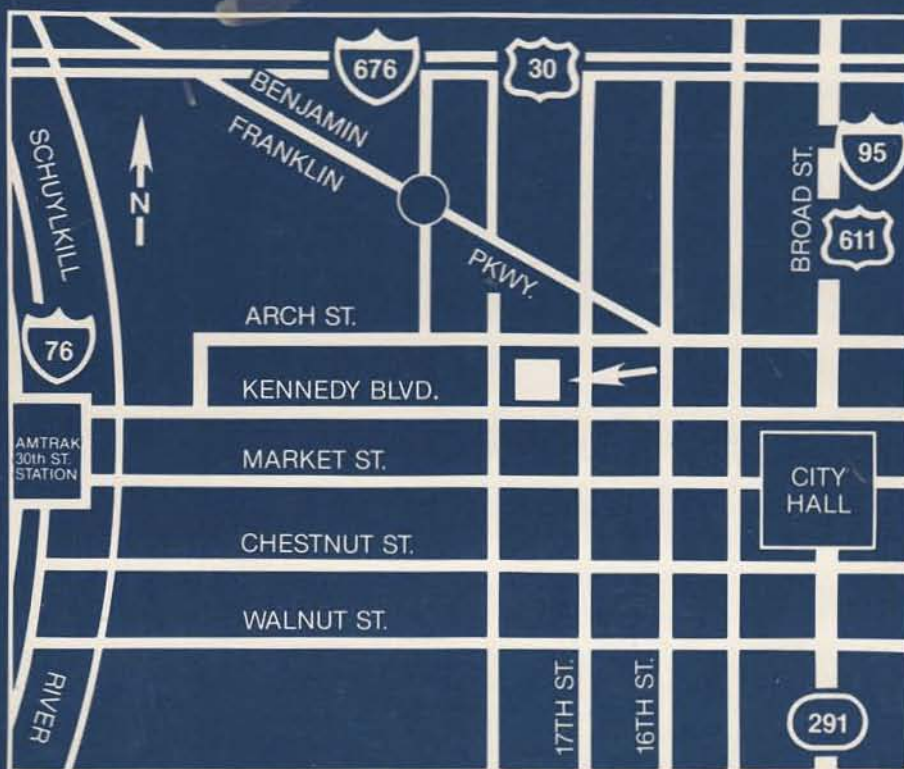 676
30
BENJAMIN
FRANKLIN
PKWY.
SCHUYLKILL
N
BROAD ST.
95
611
ARCH ST.
76
KENNEDY BLVD.
AMTRAK
30th ST.
STATION
MARKET ST.
CITY
HALL
CHESTNUT ST.
WALNUT ST.
RIVER
17TH ST.
16TH ST.
291